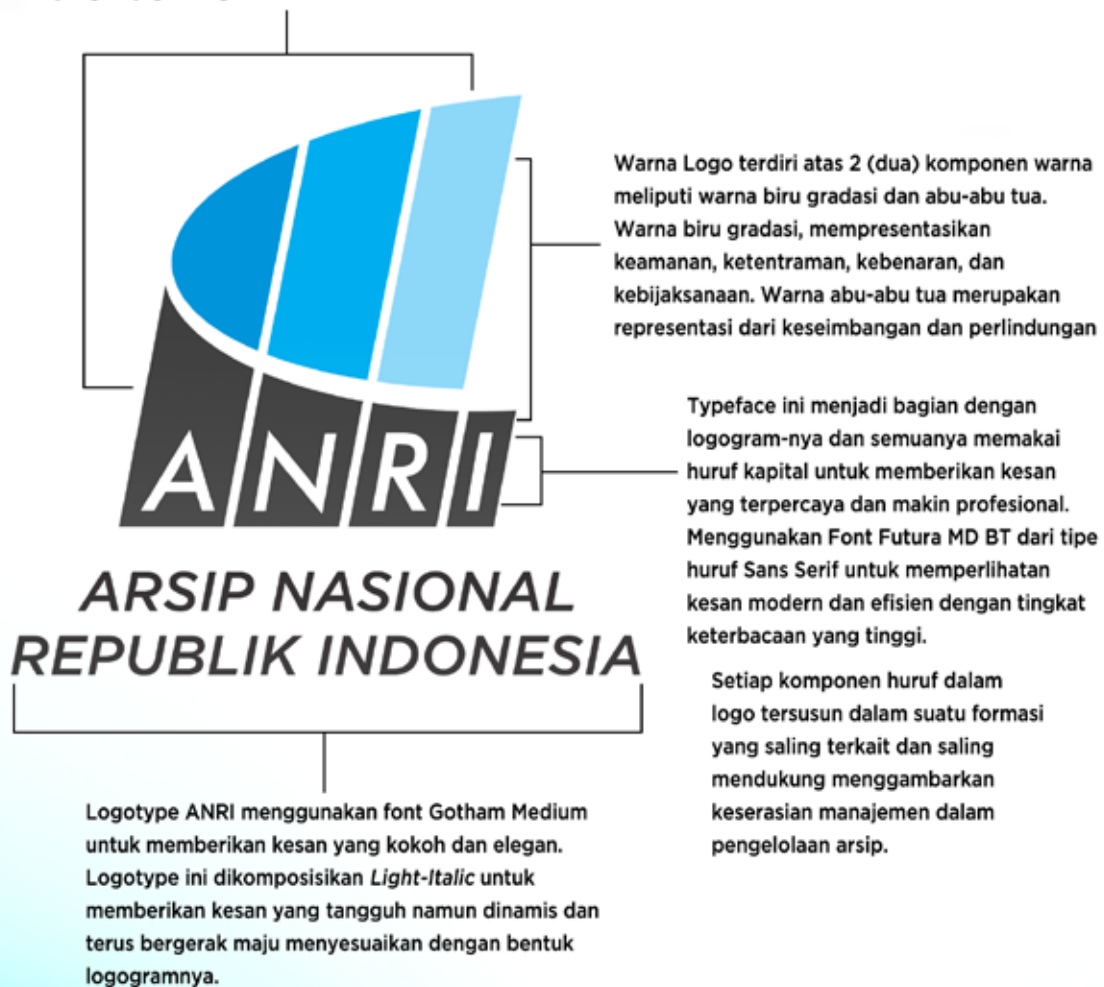 Warna Logo terdiri atas 2 (dua) komponen warna
meliputi warna biru gradasi dan abu-abu tua.
Warna biru gradasi, mempresentasikan
keamanan, ketentraman, kebenaran, dan
kebijaksanaan. Warna abu-abu tua merupakan
representasi dari keseimbangan dan perlindungan
Typeface ini menjadi bagian dengan
logogram-nya dan semuanya memakai
huruf kapital untuk memberikan kesan
yang terpercaya dan makin profesional.
Menggunakan Font Futura MD BT dari tipe
huruf Sans Serif untuk memperlihatan
kesan modern dan efisien dengan tingkat
keterbacaan yang tinggi.
ANRI
ARSIP NASIONAL
REPUBLIK INDONESIA
Setiap komponen huruf dalam
logo tersusun dalam suatu formasi
yang saling terkait dan saling
mendukung menggambarkan
keserasian manajemen dalam
pengelolaan arsip.
Logotype ANRI menggunakan font Gotham Medium
untuk memberikan kesan yang kokoh dan elegan.
Logotype ini dikomposisikan Light-Italic untuk
memberikan kesan yang tangguh namun dinamis dan
terus bergerak maju menyesuaikan dengan bentuk
logogramnya.